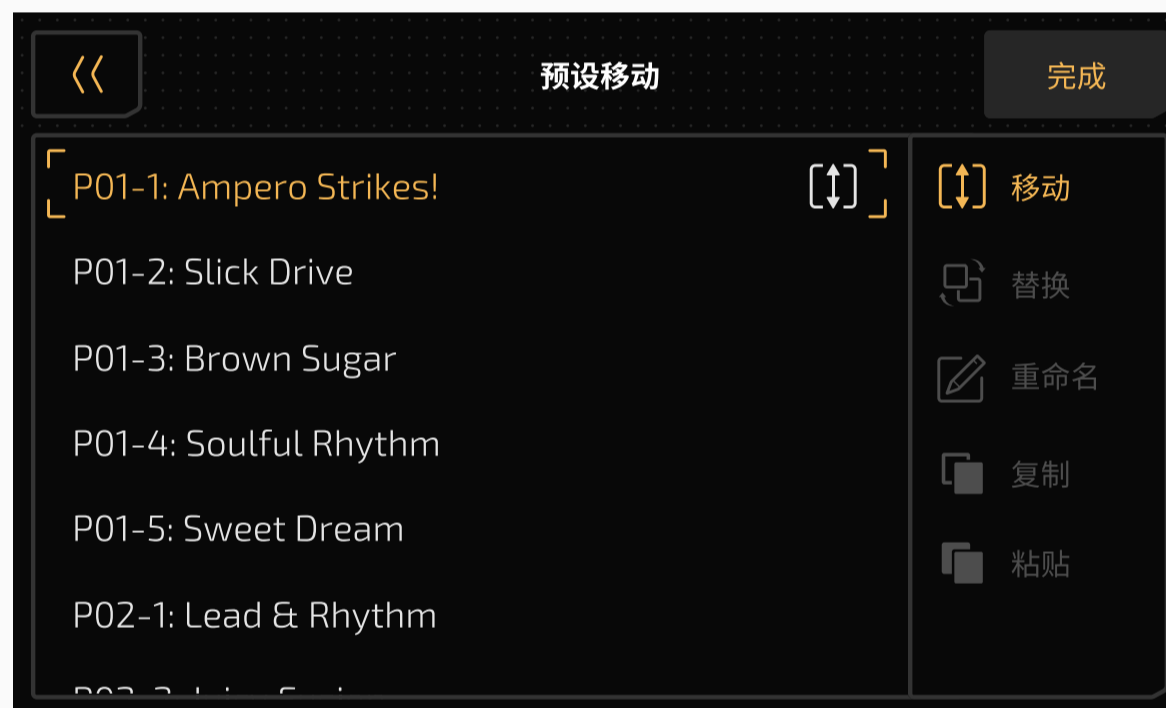 预设移动
完成
P01-1: Ampero Strikes!
移动
P01-2: Slick Drive
替换
P01-3: Brown Sugar
重命名
P01-4: Soulful Rhythm
复制
P01-5: Sweet Dream
粘贴
P02-1: Lead & Rhythm